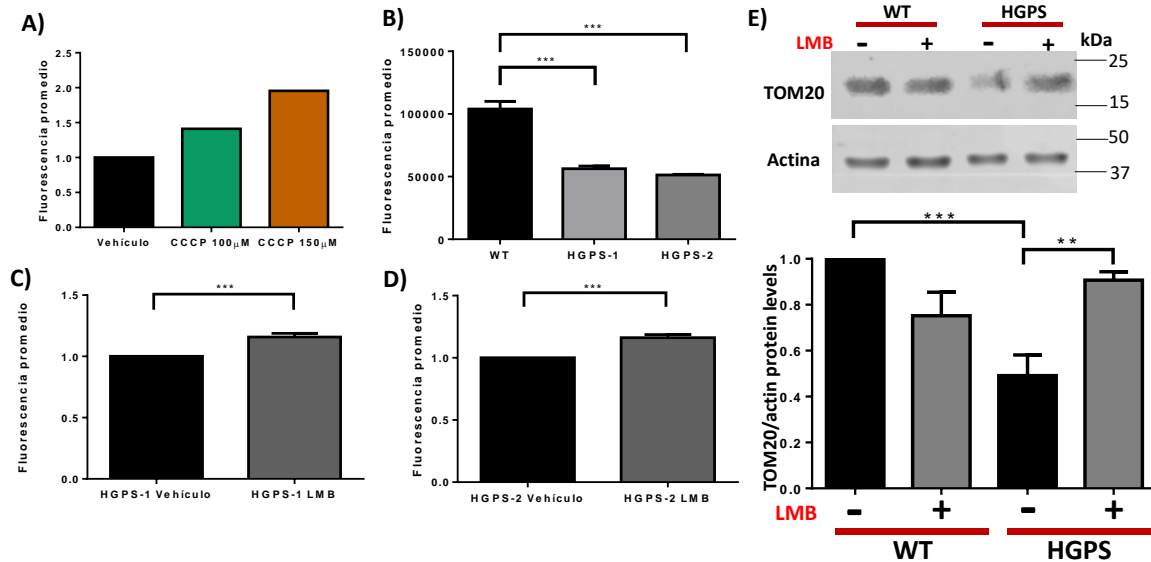 A)
Fluorescencia promedio
2.5
2.0
1.5
1.0
0.5
0.0
Vehículo CCCP 100μM CCCP 150μM
B)
Fluorescencia promedio
***
***
150000
100000
50000
0
WT HGPS-1 HGPS-2
C)
Fluorescencia promedio
***
1.5
1.0
0.5
0.0
HGPS-1 Vehículo HGPS-1 LMB
D)
Fluorescencia promedio
***
1.5
1.0
0.5
0.0
HGPS-2 Vehículo HGPS-2 LMB
E)
WT HGPS
LMB - + - + kDa
TOM20
25
15
Actina
50
37
TOM20/actin protein levels
***
**
1.0
0.8
0.6
0.4
0.2
0.0
LMB - + - +
WT HGPS